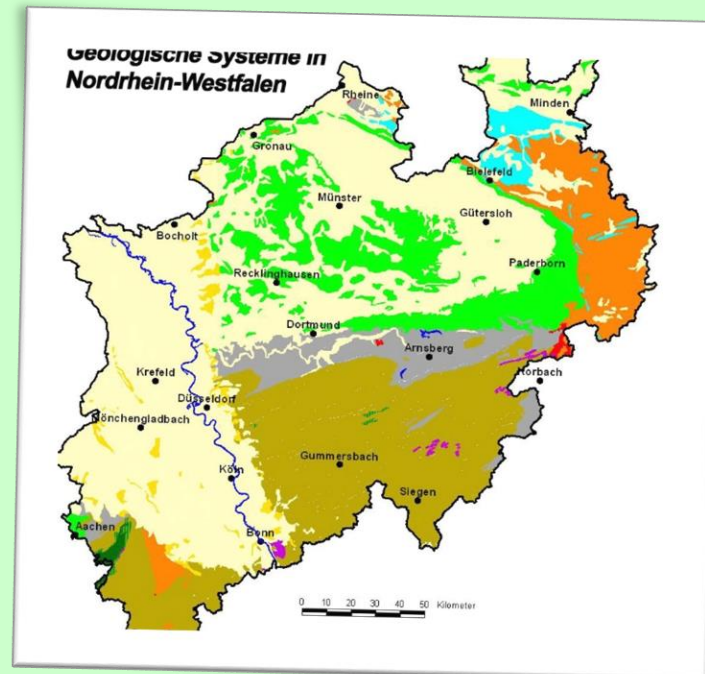 Geologische Systeme in
Nordrhein-Westfalen
Rheine
Minden
Gronau
Bielefeld
Münster
Gütersloh
Bocholt
Paderborn
Recklinghausen
Dortmund
Arnsberg
Krefeld
Horbach
Düsseldorf
Mönchengladbach
Gummersbach
Köln
Siegen
Aachen
Bonn
0 10 20 30 40 50 Kilometer